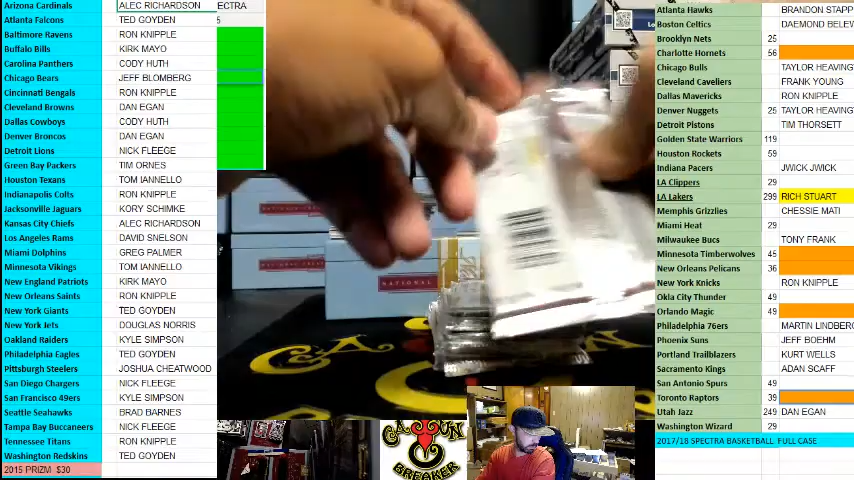 Arizona Cardinals ALEC RICHARDSON ECTRA
Atlanta Falcons TED GOYDEN
Baltimore Ravens RON KNIPPLE
Buffalo Bills KIRK MAYO
Carolina Panthers CODY HUTH
Chicago Bears JEFF BLOMBERG
Cincinnati Bengals RON KNIPPLE
Cleveland Browns DAN EGAN
Dallas Cowboys CODY HUTH
Denver Broncos DAN EGAN
Detroit Lions NICK FLEEGE
Green Bay Packers TIM ORNES
Houston Texans TOM IANNELLO
Indianapolis Colts RON KNIPPLE
Jacksonville Jaguars KORY SCHIMKE
Kansas City Chiefs ALEC RICHARDSON
Los Angeles Rams DAVID SNELSON
Miami Dolphins GREG PALMER
Minnesota Vikings TOM IANNELLO
New England Patriots KIRK MAYO
New Orleans Saints RON KNIPPLE
New York Giants TED GOYDEN
New York Jets DOUGLAS NORRIS
Oakland Raiders KYLE SIMPSON
Philadelphia Eagles TED GOYDEN
Pittsburgh Steelers JOSHUA CHEATWOOD
San Diego Chargers NICK FLEEGE
San Francisco 49ers KYLE SIMPSON
Seattle Seahawks BRAD BARNES
Tampa Bay Buccaneers NICK FLEEGE
Tennessee Titans RON KNIPPLE
Washington Redskins TED GOYDEN
2015 PRIZM $30
NATIONAL
CAJUN
BREAKER
Atlanta Hawks BRANDON STAPP
Boston Celtics DAEMOND BELEW
Brooklyn Nets 25
Charlotte Hornets 56
Chicago Bulls TAYLOR HEAVING
Cleveland Caveliers FRANK YOUNG
Dallas Mavericks RON KNIPPLE
Denver Nuggets 25 TAYLOR HEAVING
Detroit Pistons TIM THORSETT
Golden State Warriors 119
Houston Rockets 59
Indiana Pacers JWICK JWICK
LA Clippers 29
LA Lakers 299 RICH STUART
Memphis Grizzlies CHESSIE MATI
Miami Heat 29
Milwaukee Bucs TONY FRANK
Minnesota Timberwolves 45
New Orleans Pelicans 36
New York Knicks RON KNIPPLE
Okla City Thunder 49
Orlando Magic 49
Philadelphia 76ers MARTIN LINDBERG
Phoenix Suns JEFF BOEHM
Portland Trailblazers KURT WELLS
Sacramento Kings ADAN SCAFF
San Antonio Spurs 49
Toronto Raptors 39
Utah Jazz 249 DAN EGAN
Washington Wizard 29
2017/18 SPECTRA BASKETBALL FULL CASE